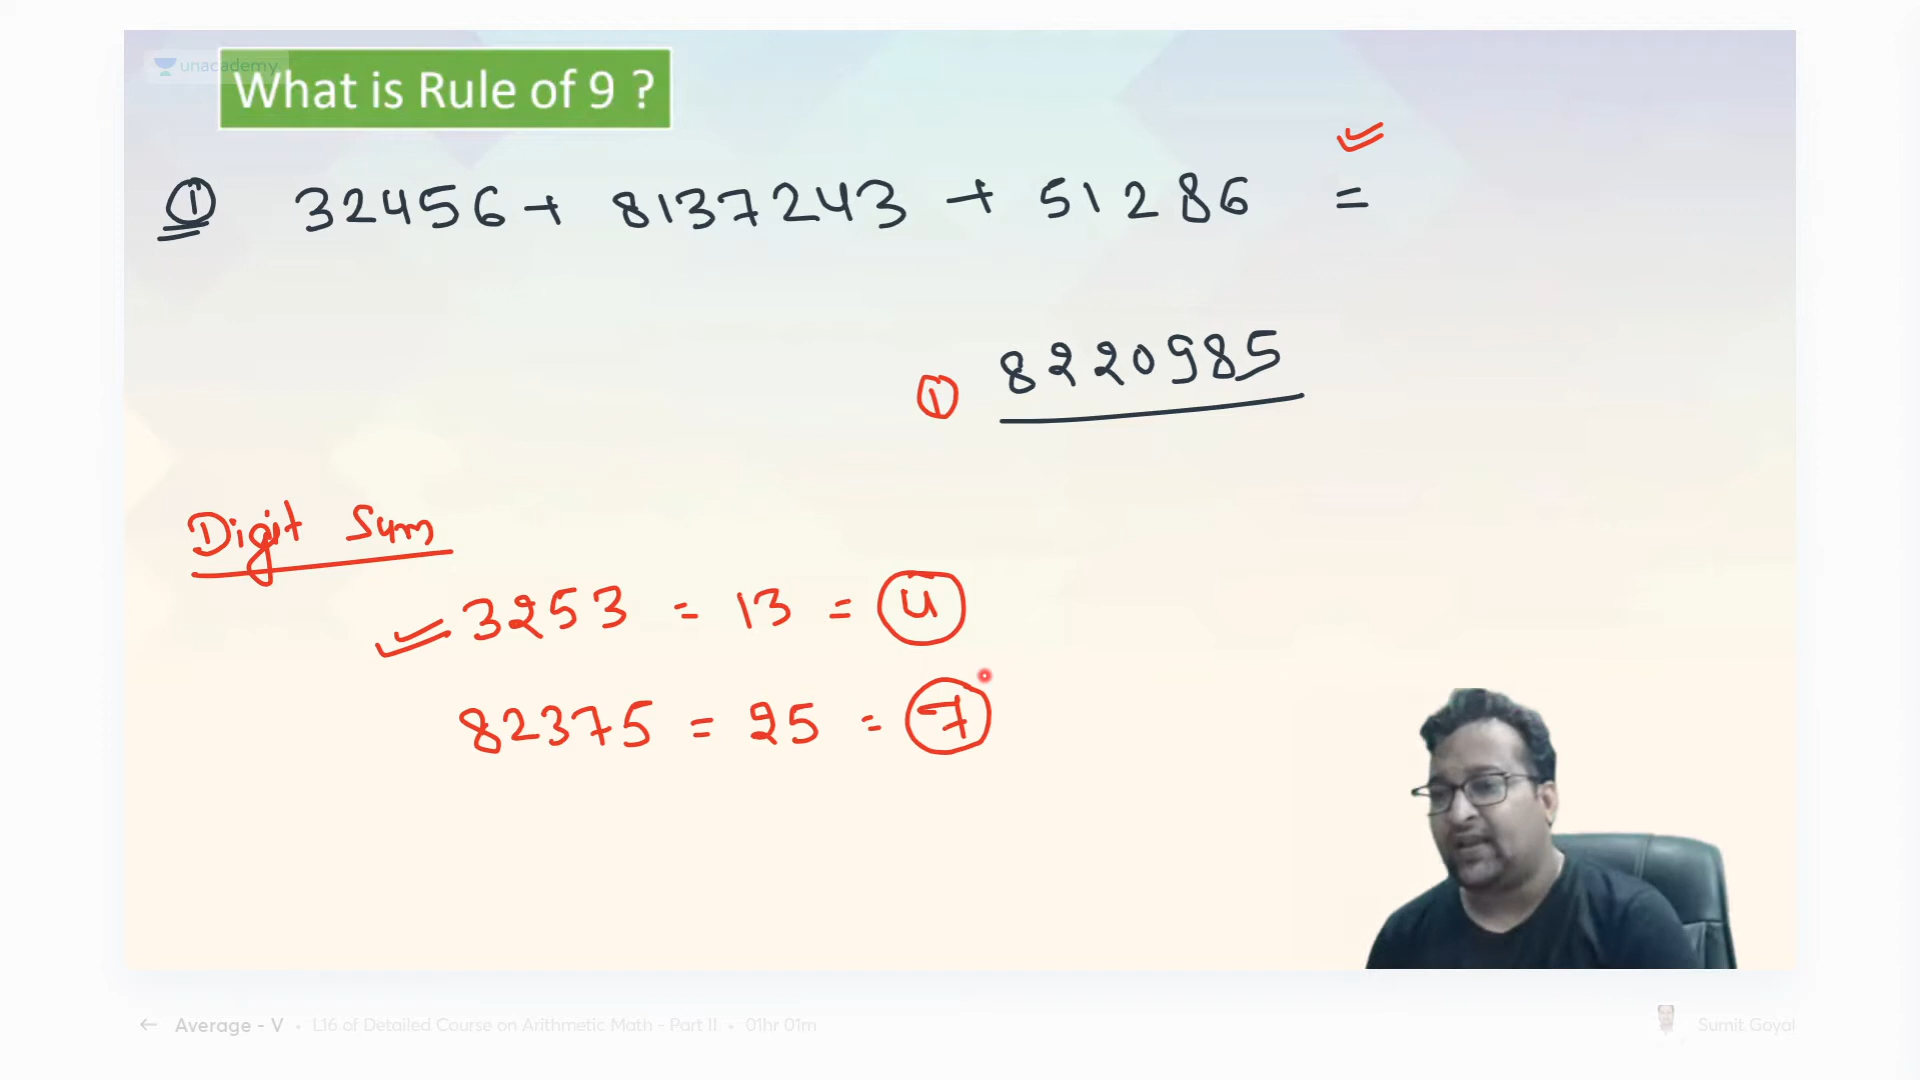 unacademy
What is Rule of 9 ?
① 32456 + 8137243 + 51286 =
① 8220985
Digit Sum
3253 = 13 = 4
82375 = 25 = 7
← Average - V • L16 of Detailed Course on Arithmetic Math - Part II • 01hr 01m
Sumit Goyal